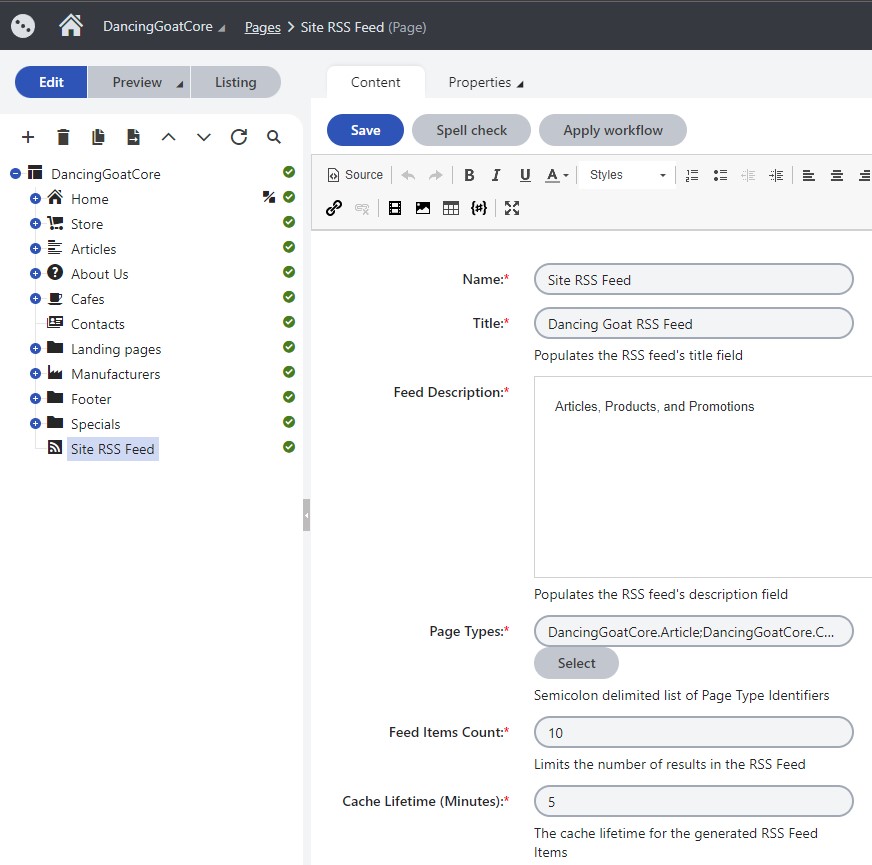 DancingGoatCore Pages > Site RSS Feed (Page)
Edit Preview Listing
Content Properties
Save Spell check Apply workflow
Source B I U A Styles
DancingGoatCore
Home
Store
Articles
About Us
Cafes
Contacts
Landing pages
Manufacturers
Footer
Specials
Site RSS Feed
Name:* Site RSS Feed
Title:* Dancing Goat RSS Feed
Populates the RSS feed's title field
Feed Description:* Articles, Products, and Promotions
Populates the RSS feed's description field
Page Types:* DancingGoatCore.Article;DancingGoatCore.C...
Select
Semicolon delimited list of Page Type Identifiers
Feed Items Count:* 10
Limits the number of results in the RSS Feed
Cache Lifetime (Minutes):* 5
The cache lifetime for the generated RSS Feed
Items